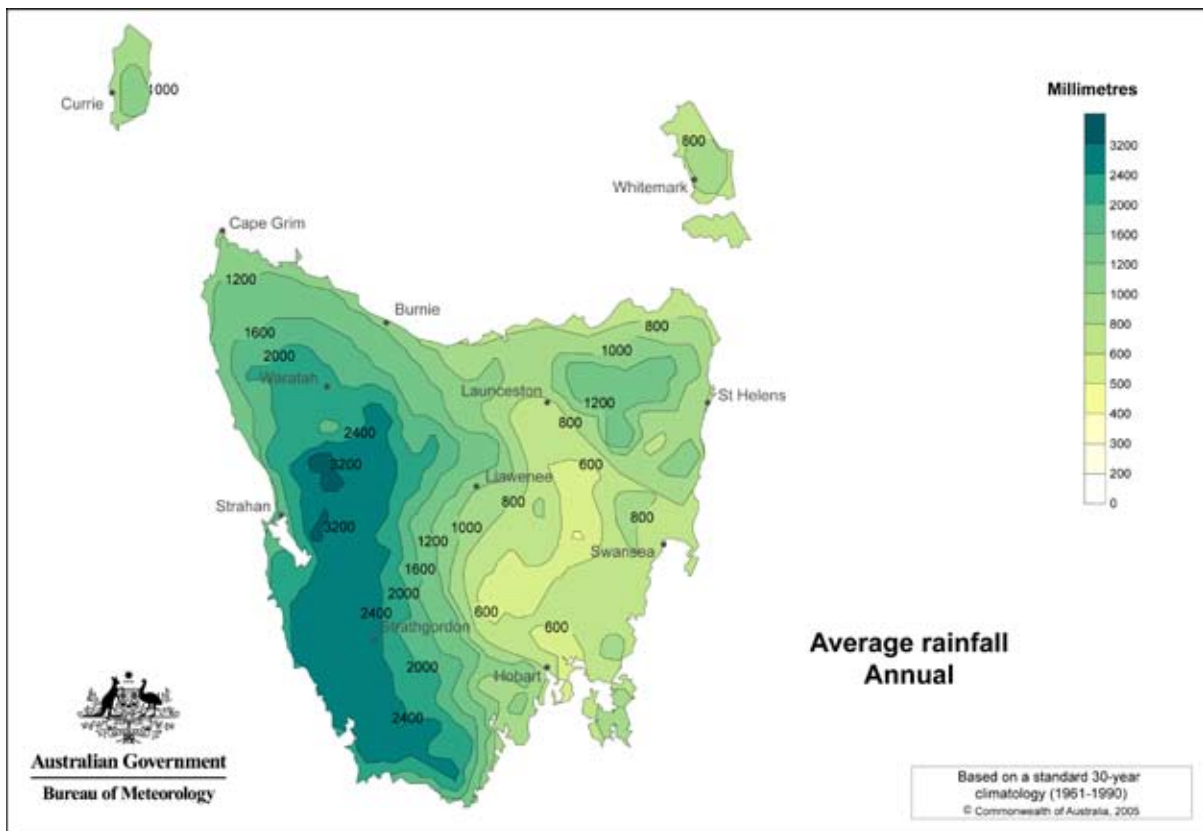 1000
Currie
Millimetres
800
3200
Whitemark
2400
2000
1600
Cape Grim
1200
1000
1200
800
Burnie
600
800
1600
1000
500
2000
Waratah
Launceston
400
St Helens
1200
300
800
2400
200
3200
600
Liawenee
0
800
Strahan
800
3200
1000
1200
Swansea
1600
2000
600
2400
Strathgordon
600
Average rainfall
Annual
2000
Hobart
2400
Australian Government
Bureau of Meteorology
Based on a standard 30-year
climatology (1961-1990)
© Commonwealth of Australia, 2005